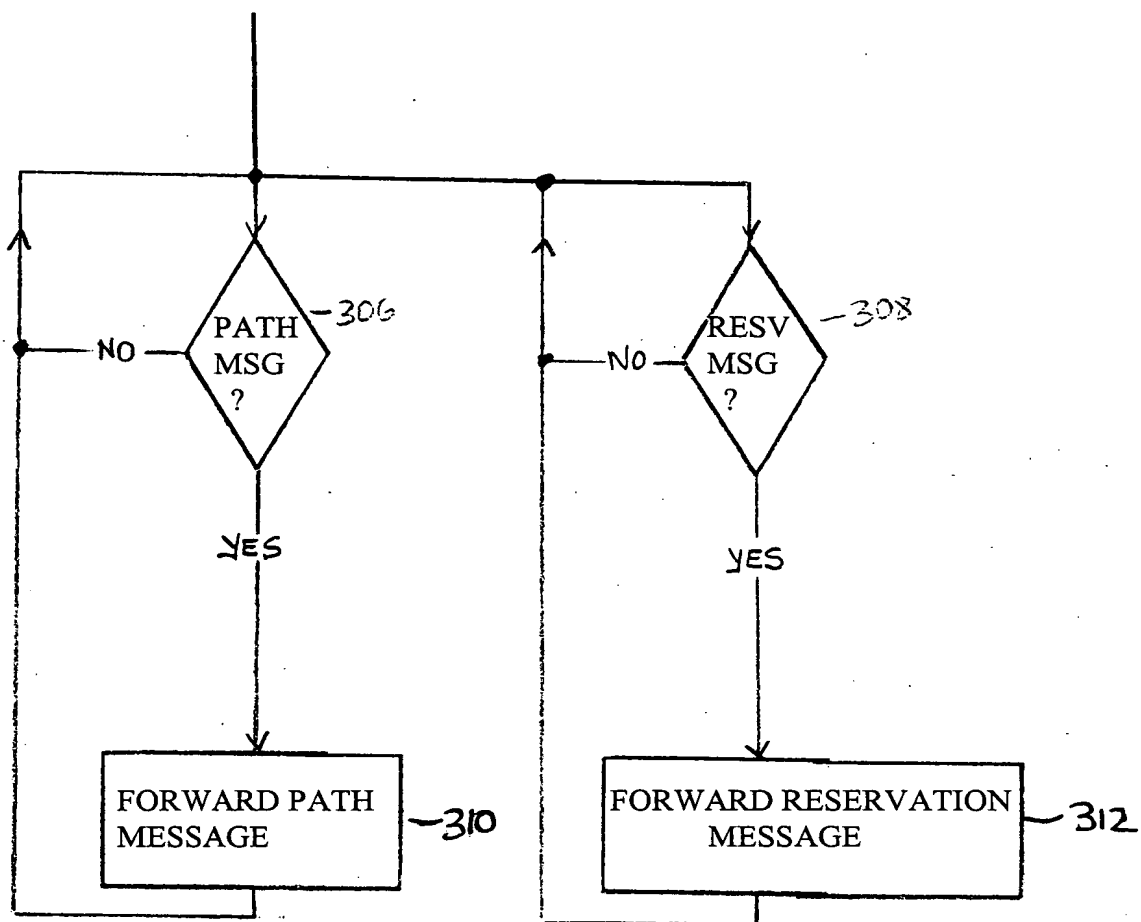 PATH
MSG
?
306
NO
YES
FORWARD PATH
MESSAGE
310
RESV
MSG
?
308
NO
YES
FORWARD RESERVATION
MESSAGE
312